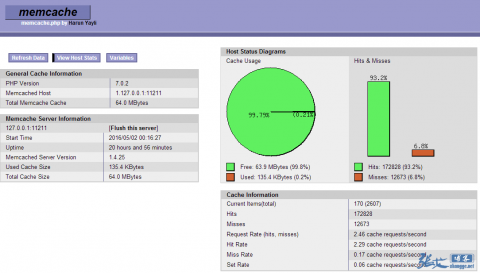 memcache
memcache.php by Harun Yayli
Refresh Data
View Host Stats
Variables
General Cache Information
PHP Version 7.0.2
Memcached Host 1.127.0.0.1:11211
Total Memcache Cache 64.0 MBytes
Memcache Server Information
127.0.0.1:11211 [Flush this server]
Start Time 2016/05/02 00:16:27
Uptime 20 hours and 56 minutes
Memcached Server Version 1.4.25
Used Cache Size 135.4 KBytes
Total Cache Size 64.0 MBytes
Host Status Diagrams
Cache Usage
Hits & Misses
99.79%
(0.21%)
93.2%
6.8%
Free: 63.9 MBytes (99.8%)
Used: 135.4 KBytes (0.2%)
Hits: 172828 (93.2%)
Misses: 12673 (6.8%)
Cache Information
Current Items(total) 170 (2607)
Hits 172828
Misses 12673
Request Rate (hits, misses) 2.46 cache requests/second
Hit Rate 2.29 cache requests/second
Miss Rate 0.17 cache requests/second
Set Rate 0.06 cache requests/second